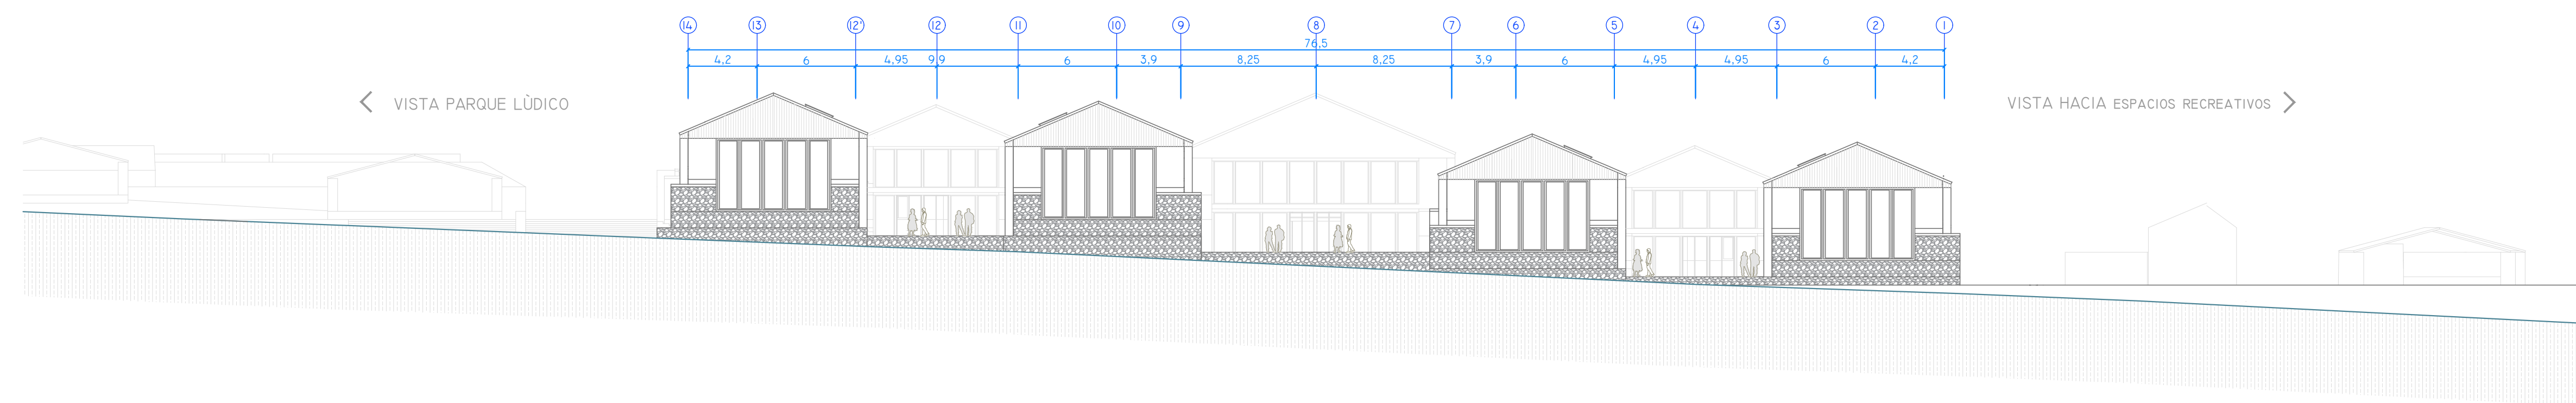 14 13 12' 12 11 10 9 8 7 6 5 4 3 2 1
76,5
4,2 6 4,95 9,9 6 3,9 8,25 8,25 3,9 6 4,95 4,95 6 4,2
VISTA PARQUE LÙDICO
VISTA HACIA ESPACIOS RECREATIVOS